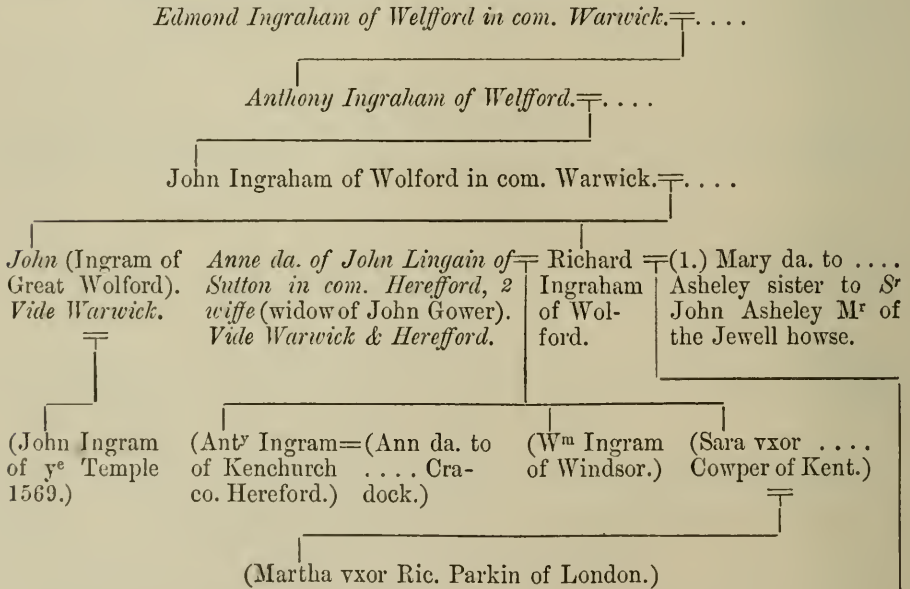 Edmond Ingraham of Welfford in com. Warwick.╤. . . .
Anthony Ingraham of Welfford.╤. . . .
John Ingraham of Wolford in com. Warwick.╤. . . .
John (Ingram of Great Wolford). Vide Warwick.
Anne da. of John Lingain of Sutton in com. Herefford, 2 wiffe (widow of John Gower). Vide Warwick & Herefford.
Richard Ingraham of Wol-ford.
(1.) Mary da. to . . . . Asheley sister to Sʳ John Asheley Mʳ of the Jewell howse.
(John Ingram of yᵉ Temple 1569.)
(Antʸ Ingram= of Kenchurch co. Hereford.)
(Ann da. to . . . . Cra-dock.)
(Wᵐ Ingram of Windsor.)
(Sara vxor . . . . Cowper of Kent.)
(Martha vxor Ric. Parkin of London.)